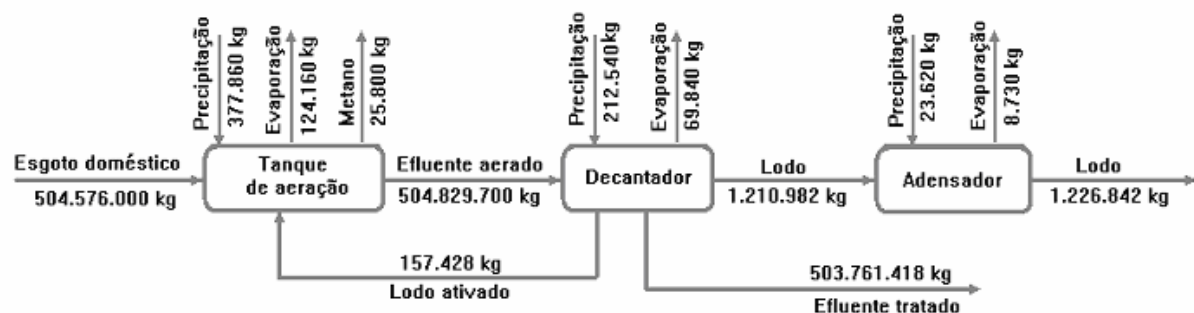 Precipitação
377.860 kg
Evaporação
124.160 kg
Metano
25.800 kg
Precipitação
212.540kg
Evaporação
69.840 kg
Precipitação
23.620 kg
Evaporação
8.730 kg
Esgoto doméstico
504.576.000 kg
Tanque
de aeração
Efluente aerado
504.829.700 kg
Decantador
Lodo
1.210.982 kg
Adensador
Lodo
1.226.842 kg
157.428 kg
Lodo ativado
503.761.418 kg
Efluente tratado